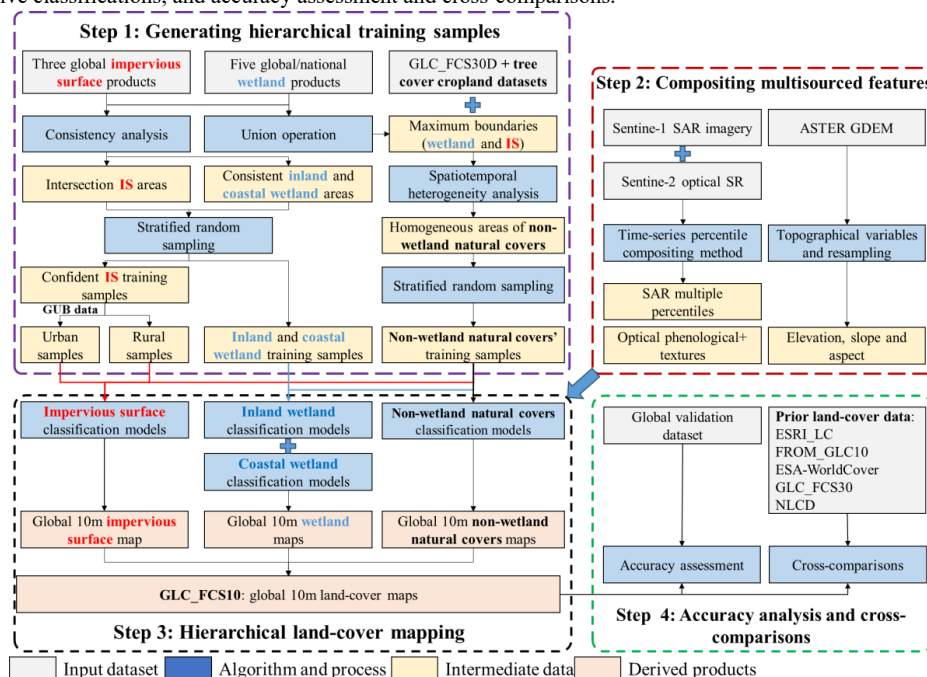 ive classifications, and accuracy assessment and cross-comparisons.
Step 1: Generating hierarchical training samples
Three global impervious
surface products
Five global/national
wetland products
GLC_FCS30D + tree
cover cropland datasets
Consistency analysis
Union operation
Maximum boundaries
(wetland and IS)
Intersection IS areas
Consistent inland and
coastal wetland areas
Spatiotemporal
heterogeneity analysis
Stratified random
sampling
Homogeneous areas of non-
wetland natural covers
Confident IS training
samples
Stratified random sampling
GUB data
Urban
samples
Rural
samples
Inland and coastal
wetland training samples
Non-wetland natural covers'
training samples
Step 2: Compositing multisourced features
Sentine-1 SAR imagery
ASTER GDEM
Sentine-2 optical SR
Time-series percentile
compositing method
Topographical variables
and resampling
SAR multiple
percentiles
Optical phenological+
textures
Elevation, slope and
aspect
Impervious surface
classification models
Inland wetland
classification models
Non-wetland natural covers
classification models
Coastal wetland
classification models
Global 10m impervious
surface map
Global 10m wetland
maps
Global 10m non-wetland
natural covers maps
GLC_FCS10: global 10m land-cover maps
Step 3: Hierarchical land-cover mapping
Global validation
dataset
Prior land-cover data:
ESRI_LC
FROM_GLC10
ESA-WorldCover
GLC_FCS30
NLCD
Accuracy assessment
Cross-comparisons
Step 4: Accuracy analysis and cross-
comparisons
Input dataset
Algorithm and process
Intermediate data
Derived products